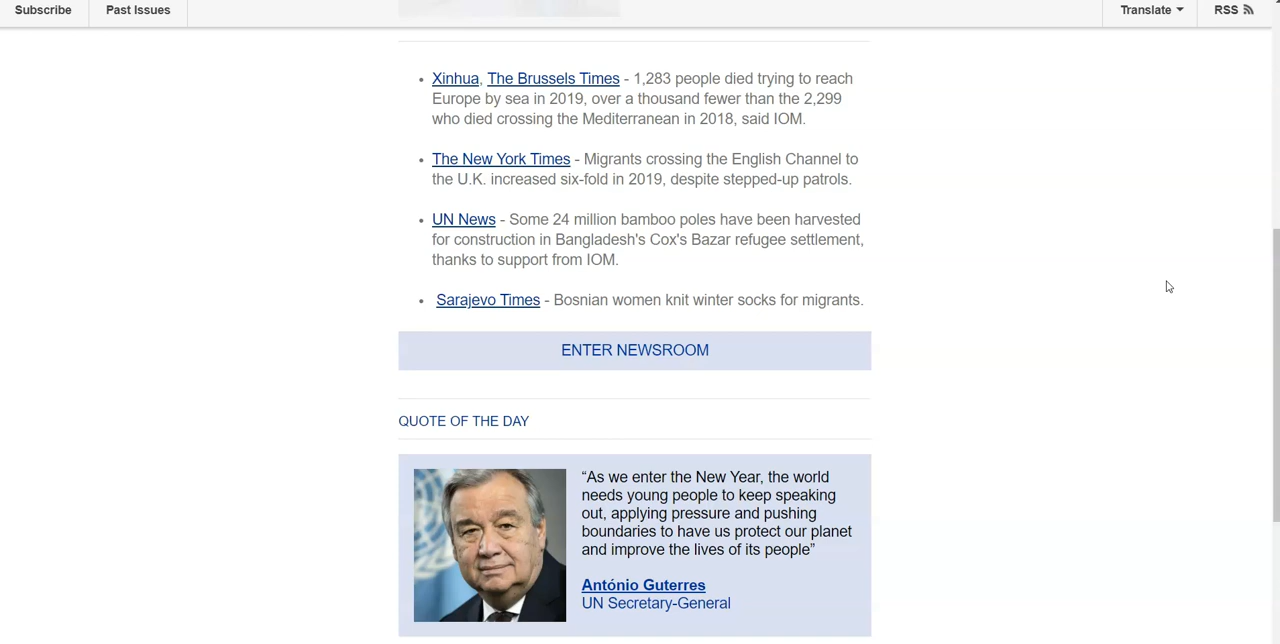 Subscribe
Past Issues
Translate
RSS
Xinhua, The Brussels Times - 1,283 people died trying to reach
Europe by sea in 2019, over a thousand fewer than the 2,299
who died crossing the Mediterranean in 2018, said IOM.
The New York Times - Migrants crossing the English Channel to
the U.K. increased six-fold in 2019, despite stepped-up patrols.
UN News - Some 24 million bamboo poles have been harvested
for construction in Bangladesh's Cox's Bazar refugee settlement,
thanks to support from IOM.
Sarajevo Times - Bosnian women knit winter socks for migrants.
ENTER NEWSROOM
QUOTE OF THE DAY
“As we enter the New Year, the world
needs young people to keep speaking
out, applying pressure and pushing
boundaries to have us protect our planet
and improve the lives of its people”
António Guterres
UN Secretary-General